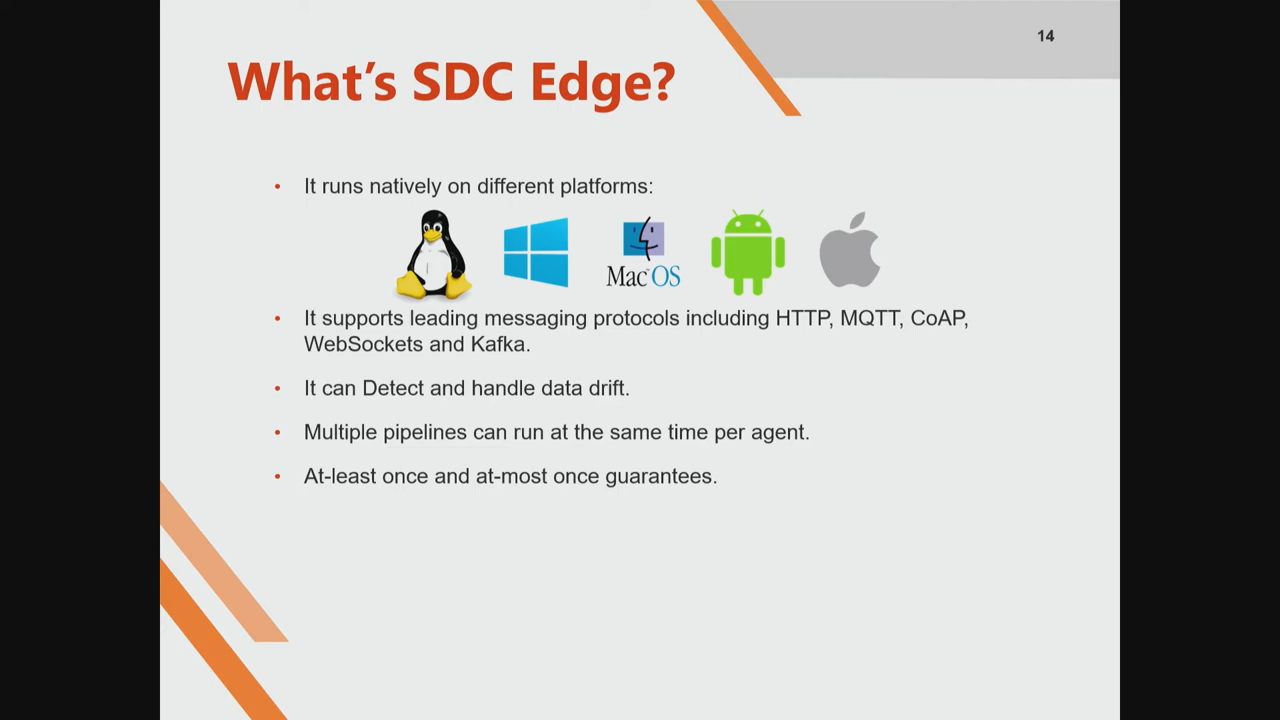 14
What's SDC Edge?
• It runs natively on different platforms:
Mac OS
• It supports leading messaging protocols including HTTP, MQTT, CoAP,
WebSockets and Kafka.
• It can Detect and handle data drift.
• Multiple pipelines can run at the same time per agent.
• At-least once and at-most once guarantees.